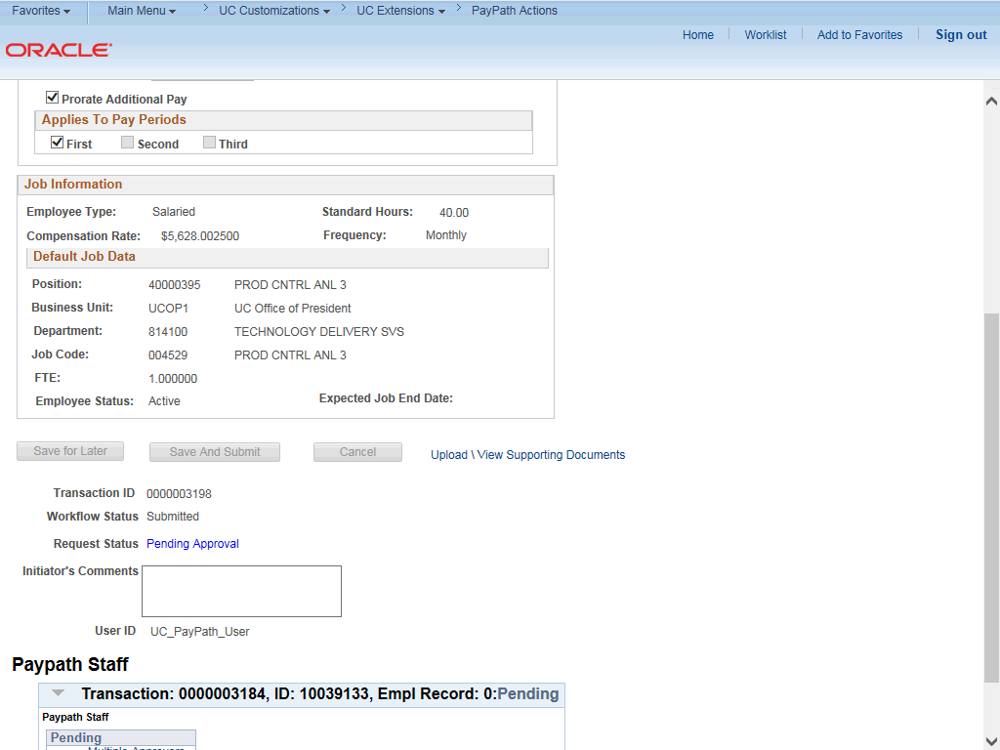 Favorites Main Menu > UC Customizations > UC Extensions > PayPath Actions
Home Worklist Add to Favorites Sign out
ORACLE
Prorate Additional Pay
Applies To Pay Periods
First Second Third
Job Information
Employee Type: Salaried Standard Hours: 40.00
Compensation Rate: $5,628.002500 Frequency: Monthly
Default Job Data
Position: 40000395 PROD CNTRL ANL 3
Business Unit: UCOP1 UC Office of President
Department: 814100 TECHNOLOGY DELIVERY SVS
Job Code: 004529 PROD CNTRL ANL 3
FTE: 1.000000
Employee Status: Active Expected Job End Date:
Save for Later Save And Submit Cancel Upload \ View Supporting Documents
Transaction ID 0000003198
Workflow Status Submitted
Request Status Pending Approval
Initiator's Comments
User ID UC_PayPath_User
Paypath Staff
Transaction: 0000003184, ID: 10039133, Empl Record: 0:Pending
Paypath Staff
Pending
Multiple Approvers